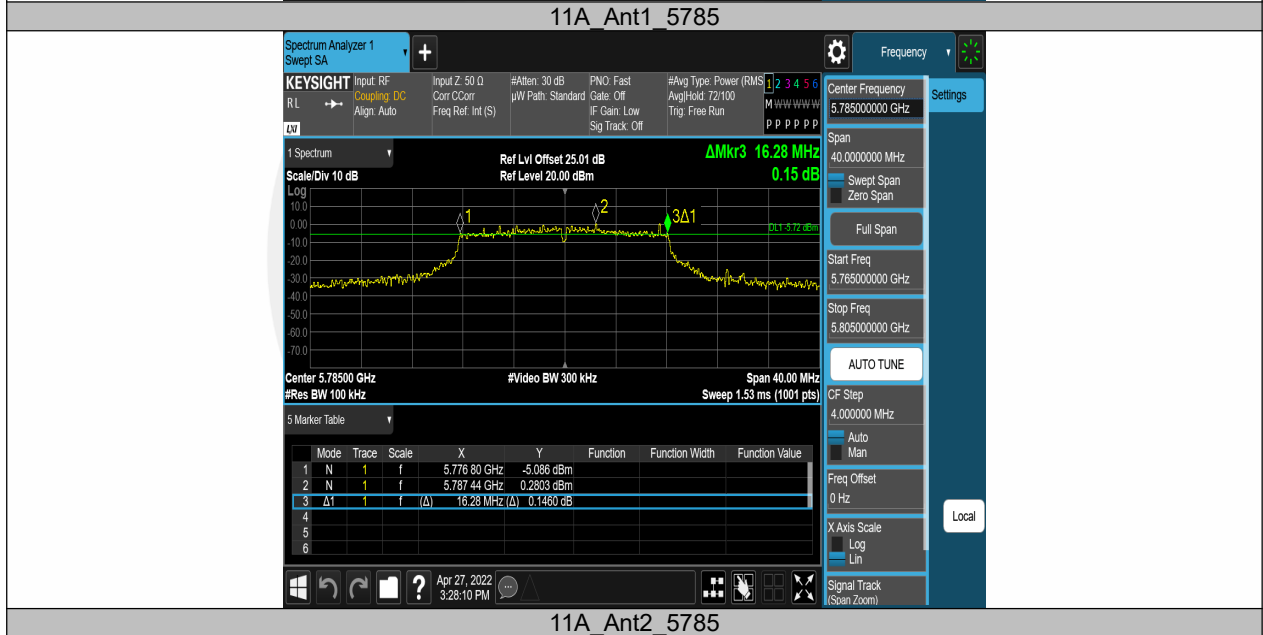 11A_Ant1_5785
Spectrum Analyzer 1
Swept SA
Frequency
KEYSIGHT
RL
LXI
Input: RF
Coupling: DC
Align: Auto
Input Z: 50 Ω
Corr CCorr
Freq Ref: Int (S)
#Atten: 30 dB
µW Path: Standard
PNO: Fast
Gate: Off
IF Gain: Low
Sig Track: Off
#Avg Type: Power (RMS
Avg|Hold: 72/100
Trig: Free Run
1 2 3 4 5 6
M W W W W W
P P P P P P
Center Frequency
5.785000000 GHz
Settings
1 Spectrum
Ref Lvl Offset 25.01 dB
ΔMkr3 16.28 MHz
Scale/Div 10 dB
Ref Level 20.00 dBm
0.15 dB
Log
10.0
0.00
-10.0
-20.0
-30.0
-40.0
-50.0
-60.0
-70.0
1
2
3Δ1
DL1 -5.72 dBm
Center 5.78500 GHz
#Video BW 300 kHz
Span 40.00 MHz
#Res BW 100 kHz
Sweep 1.53 ms (1001 pts)
Span
40.0000000 MHz
Swept Span
Zero Span
Full Span
Start Freq
5.765000000 GHz
Stop Freq
5.805000000 GHz
AUTO TUNE
CF Step
4.000000 MHz
Auto
Man
Freq Offset
0 Hz
X Axis Scale
Log
Lin
Signal Track
(Span Zoom)
Local
5 Marker Table
Mode Trace Scale X Y Function Function Width Function Value
1 N 1 f 5.776 80 GHz -5.086 dBm
2 N 1 f 5.787 44 GHz 0.2803 dBm
3 Δ1 1 f (Δ) 16.28 MHz (Δ) 0.1460 dB
4
5
6
?
Apr 27, 2022
3:28:10 PM
11A_Ant2_5785